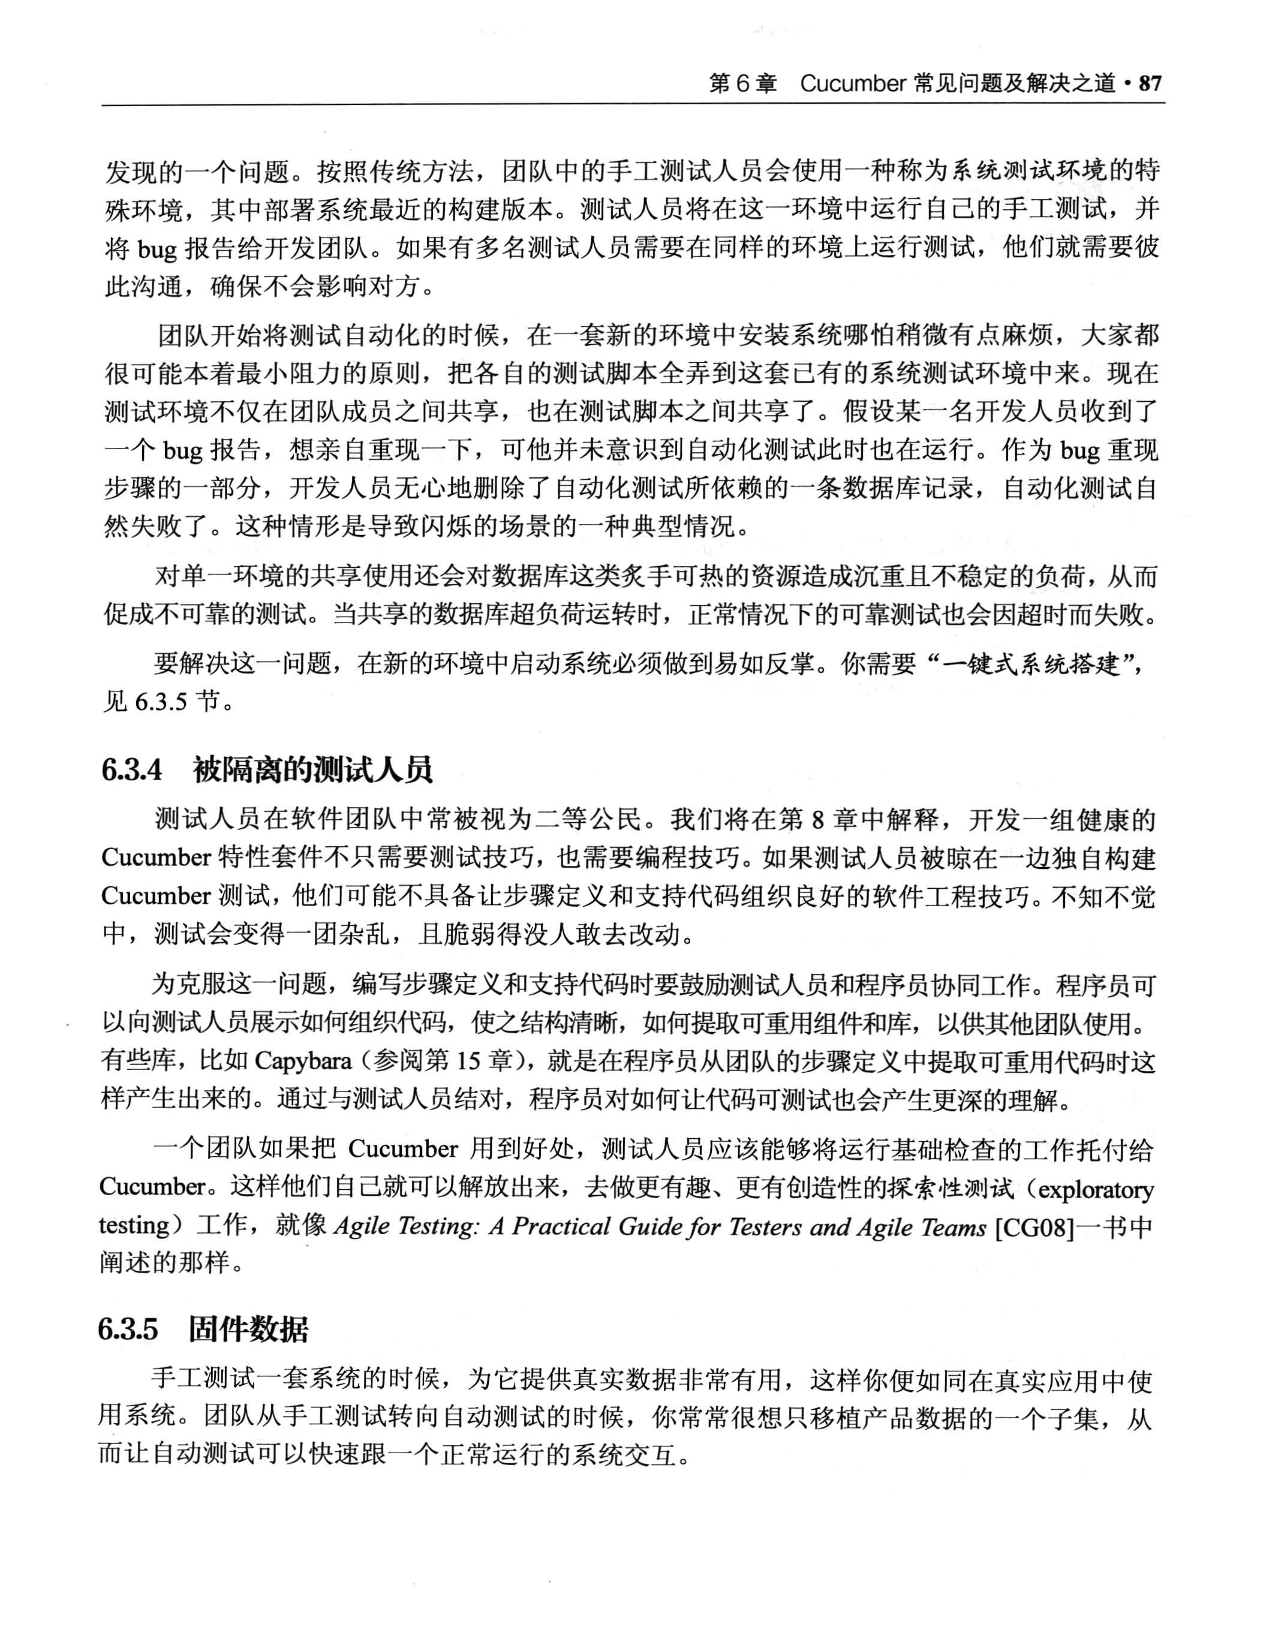 第 6 章　Cucumber 常见问题及解决之道 · 87
发现的一个问题。按照传统方法，团队中的手工测试人员会使用一种称为系统测试环境的特
殊环境，其中部署系统最近的构建版本。测试人员将在这一环境中运行自己的手工测试，并
将 bug 报告给开发团队。如果有多名测试人员需要在同样的环境上运行测试，他们就需要彼
此沟通，确保不会影响对方。
团队开始将测试自动化的时候，在一套新的环境中安装系统哪怕稍微有点麻烦，大家都
很可能本着最小阻力的原则，把各自的测试脚本全弄到这套已有的系统测试环境中来。现在
测试环境不仅在团队成员之间共享，也在测试脚本之间共享了。假设某一名开发人员收到了
一个 bug 报告，想亲自重现一下，可他并未意识到自动化测试此时也在运行。作为 bug 重现
步骤的一部分，开发人员无心地删除了自动化测试所依赖的一条数据库记录，自动化测试自
然失败了。这种情形是导致闪烁的场景的一种典型情况。
对单一环境的共享使用还会对数据库这类炙手可热的资源造成沉重且不稳定的负荷，从而
促成不可靠的测试。当共享的数据库超负荷运转时，正常情况下的可靠测试也会因超时而失败。
要解决这一问题，在新的环境中启动系统必须做到易如反掌。你需要“一键式系统搭建”，
见 6.3.5 节。
6.3.4　被隔离的测试人员
测试人员在软件团队中常被视为二等公民。我们将在第 8 章中解释，开发一组健康的
Cucumber 特性套件不只需要测试技巧，也需要编程技巧。如果测试人员被晾在一边独自构建
Cucumber 测试，他们可能不具备让步骤定义和支持代码组织良好的软件工程技巧。不知不觉
中，测试会变得一团杂乱，且脆弱得没人敢去改动。
为克服这一问题，编写步骤定义和支持代码时要鼓励测试人员和程序员协同工作。程序员可
以向测试人员展示如何组织代码，使之结构清晰，如何提取可重用组件和库，以供其他团队使用。
有些库，比如 Capybara（参阅第 15 章），就是在程序员从团队的步骤定义中提取可重用代码时这
样产生出来的。通过与测试人员结对，程序员对如何让代码可测试也会产生更深的理解。
一个团队如果把 Cucumber 用到好处，测试人员应该能够将运行基础检查的工作托付给
Cucumber。这样他们自己就可以解放出来，去做更有趣、更有创造性的探索性测试（exploratory
testing）工作，就像 Agile Testing: A Practical Guide for Testers and Agile Teams [CG08]一书中
阐述的那样。
6.3.5　固件数据
手工测试一套系统的时候，为它提供真实数据非常有用，这样你便如同在真实应用中使
用系统。团队从手工测试转向自动测试的时候，你常常很想只移植产品数据的一个子集，从
而让自动测试可以快速跟一个正常运行的系统交互。